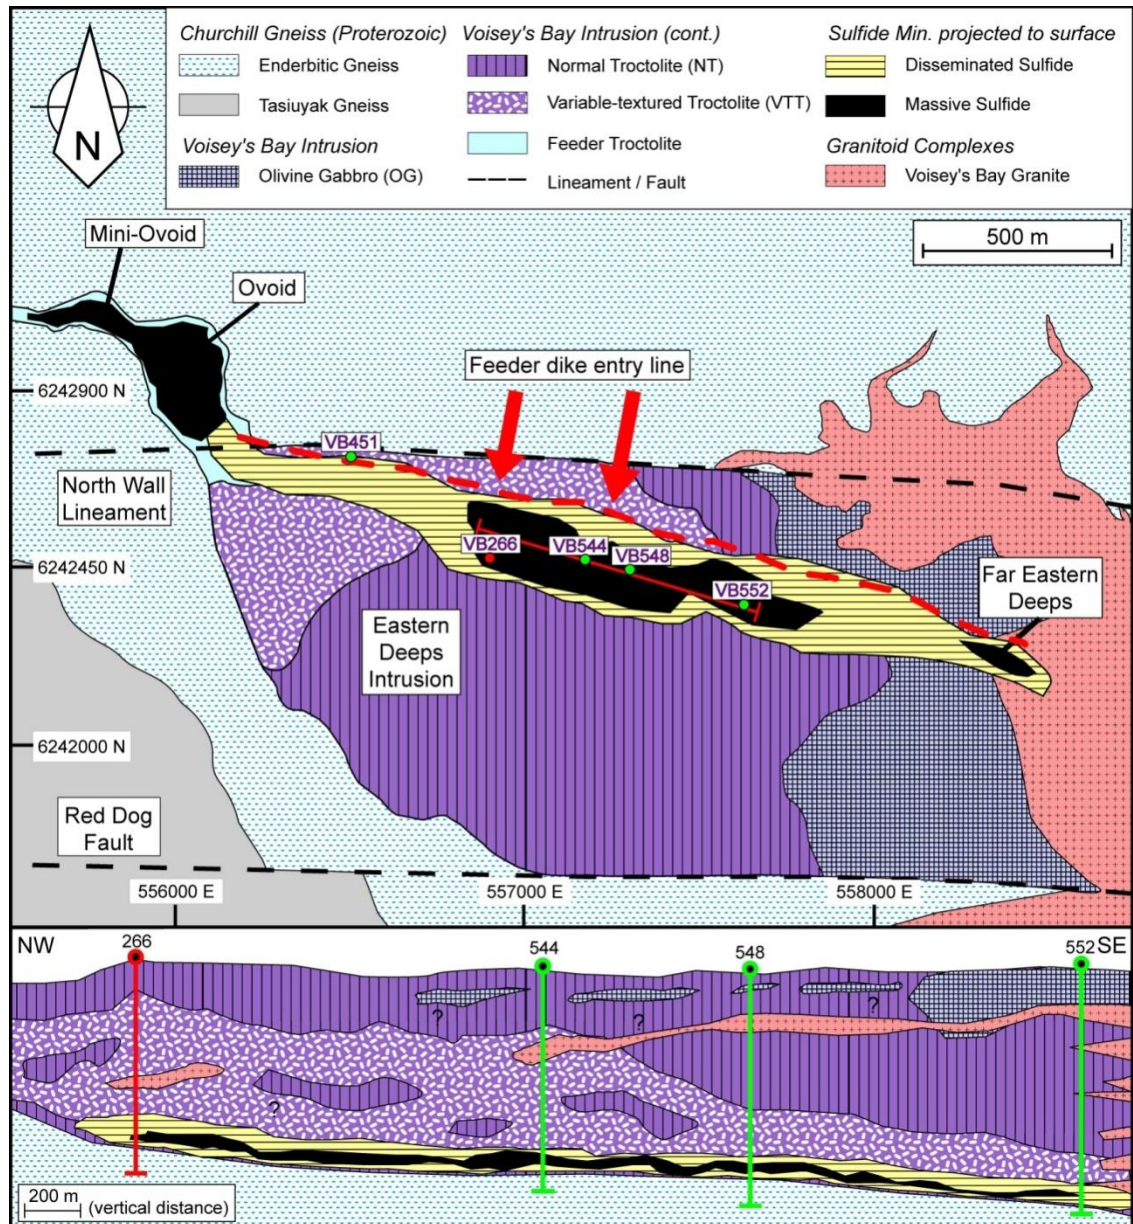 Churchill Gneiss (Proterozoic)
Enderbitic Gneiss
Tasiuyak Gneiss
Voisey's Bay Intrusion
Olivine Gabbro (OG)
Voisey's Bay Intrusion (cont.)
Normal Troctolite (NT)
Variable-textured Troctolite (VTT)
Feeder Troctolite
Lineament / Fault
Sulfide Min. projected to surface
Disseminated Sulfide
Massive Sulfide
Granitoid Complexes
Voisey's Bay Granite
N
500 m
Mini-Ovoid
Ovoid
Feeder dike entry line
6242900 N
VB451
North Wall
Lineament
VB266
VB544
VB548
VB552
6242450 N
Far Eastern
Deeps
Eastern
Deeps
Intrusion
6242000 N
Red Dog
Fault
556000 E
557000 E
558000 E
NW
266
544
548
552
SE
?
?
?
?
?
200 m
(vertical distance)